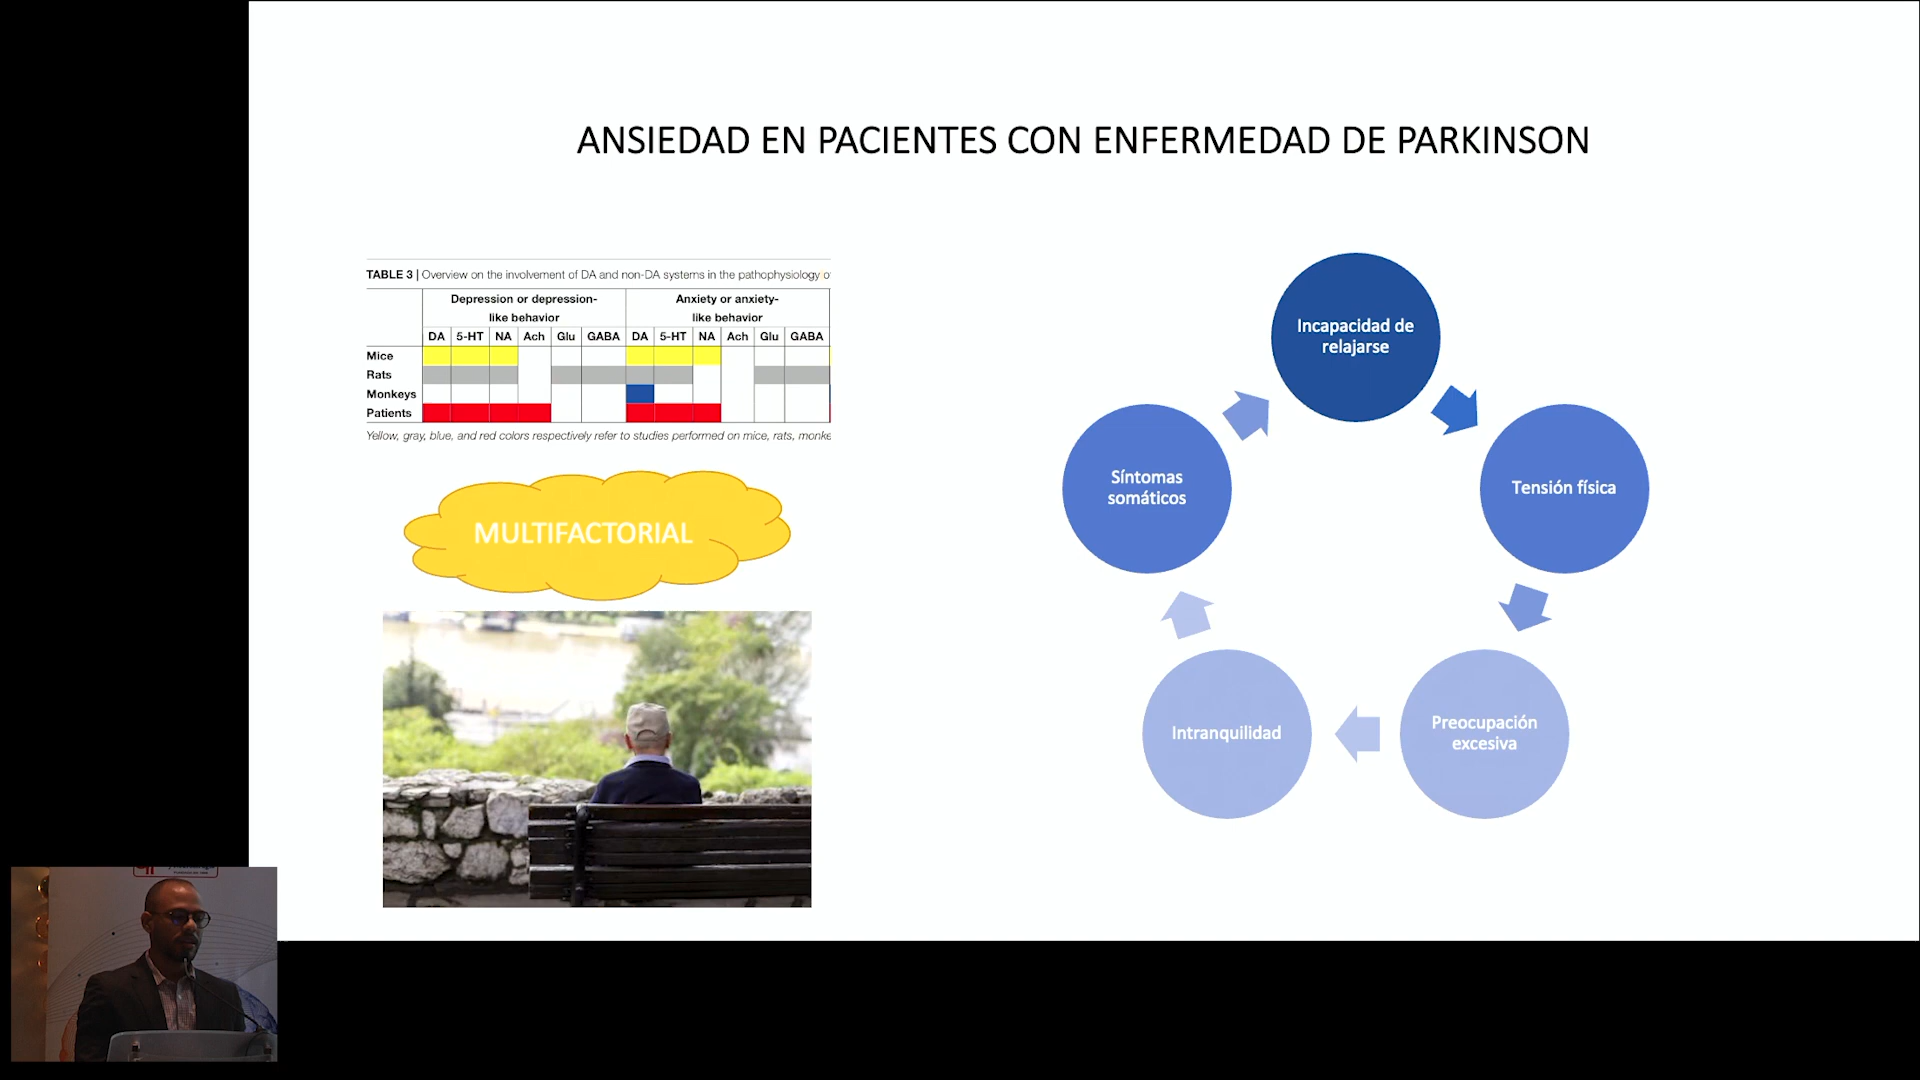 ANSIEDAD EN PACIENTES CON ENFERMEDAD DE PARKINSON
TABLE 3 | Overview on the involvement of DA and non-DA systems in the pathophysiology
Depression or depression-
like behavior
Anxiety or anxiety-
like behavior
DA 5-HT NA Ach Glu GABA DA 5-HT NA Ach Glu GABA
Mice
Rats
Monkeys
Patients
Yellow, gray, blue, and red colors respectively refer to studies performed on mice, rats,
MULTIFACTORIAL
Incapacidad de
relajarse
Tensión física
Preocupación
excesiva
Intranquilidad
Síntomas
somáticos